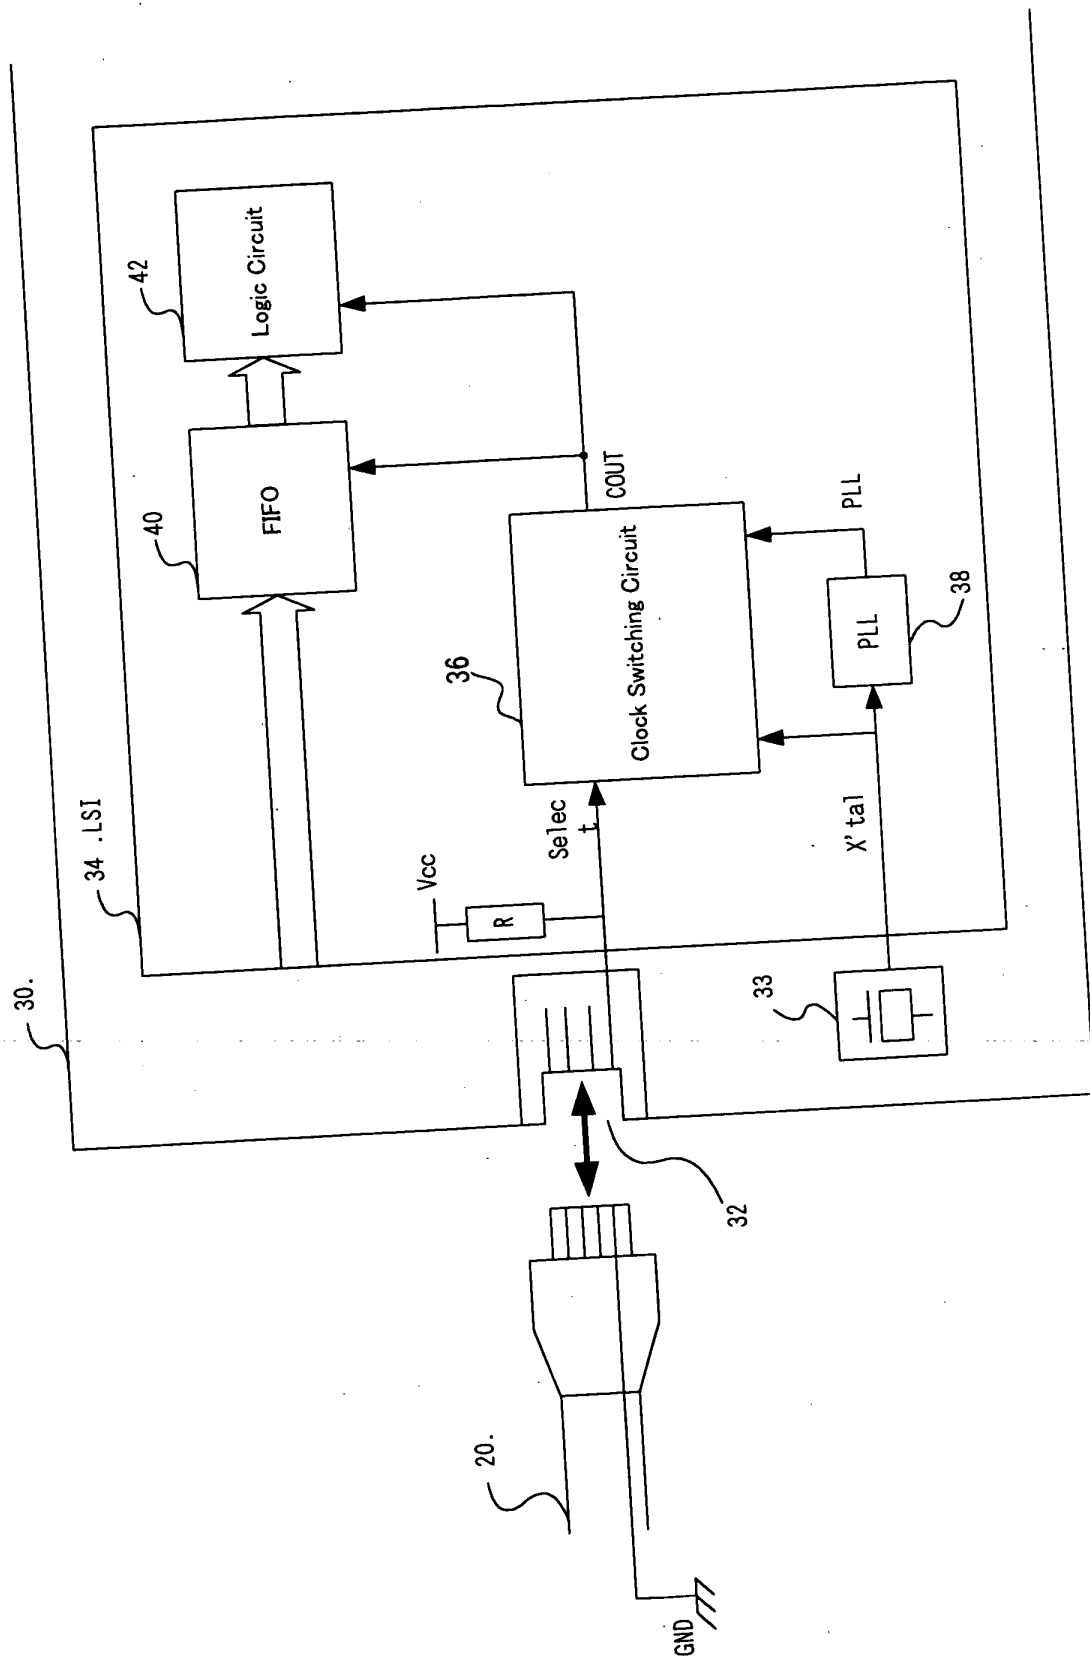 30.
34 .LSI
40
FIFO
42
Logic Circuit
Vcc
R
36
Selec
t
Clock Switching Circuit
COUT
33
X'tal
PLL
38
PLL
20.
32
GND